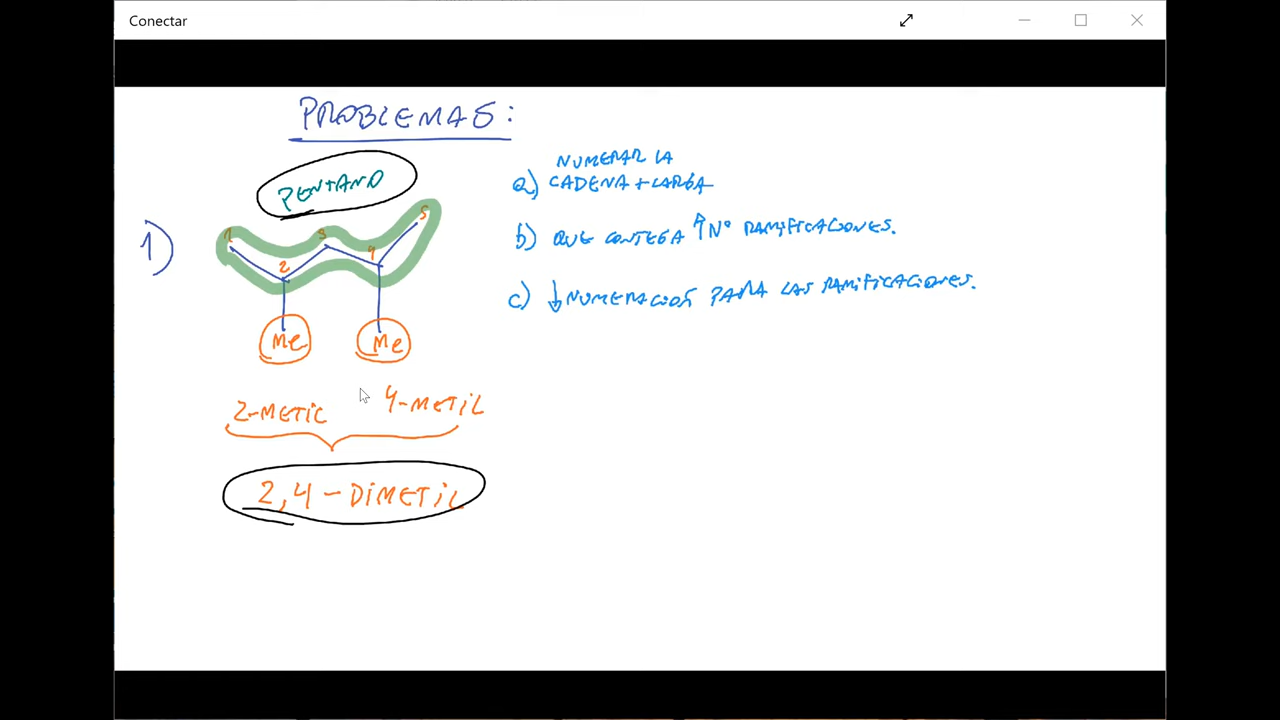 Conectar
PROBLEMAS:
PENTANO
1)
1
2
3
4
5
Me
Me
2-METIL
4-METIL
2,4-DIMETIL
a) NUMERAR LA
CADENA + LARGA
b) QUE CONTEGA ↑ Nº RAMIFICACIONES.
c) ↓ NUMERACION PARA LAS RAMIFICACIONES.